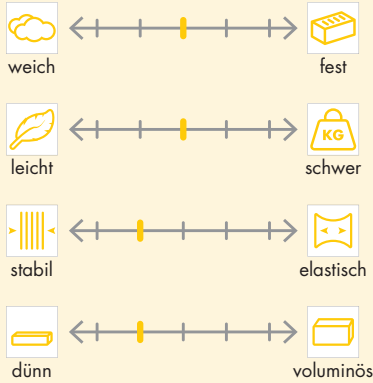 weich fest
KG
leicht schwer
stabil elastisch
dünn voluminös